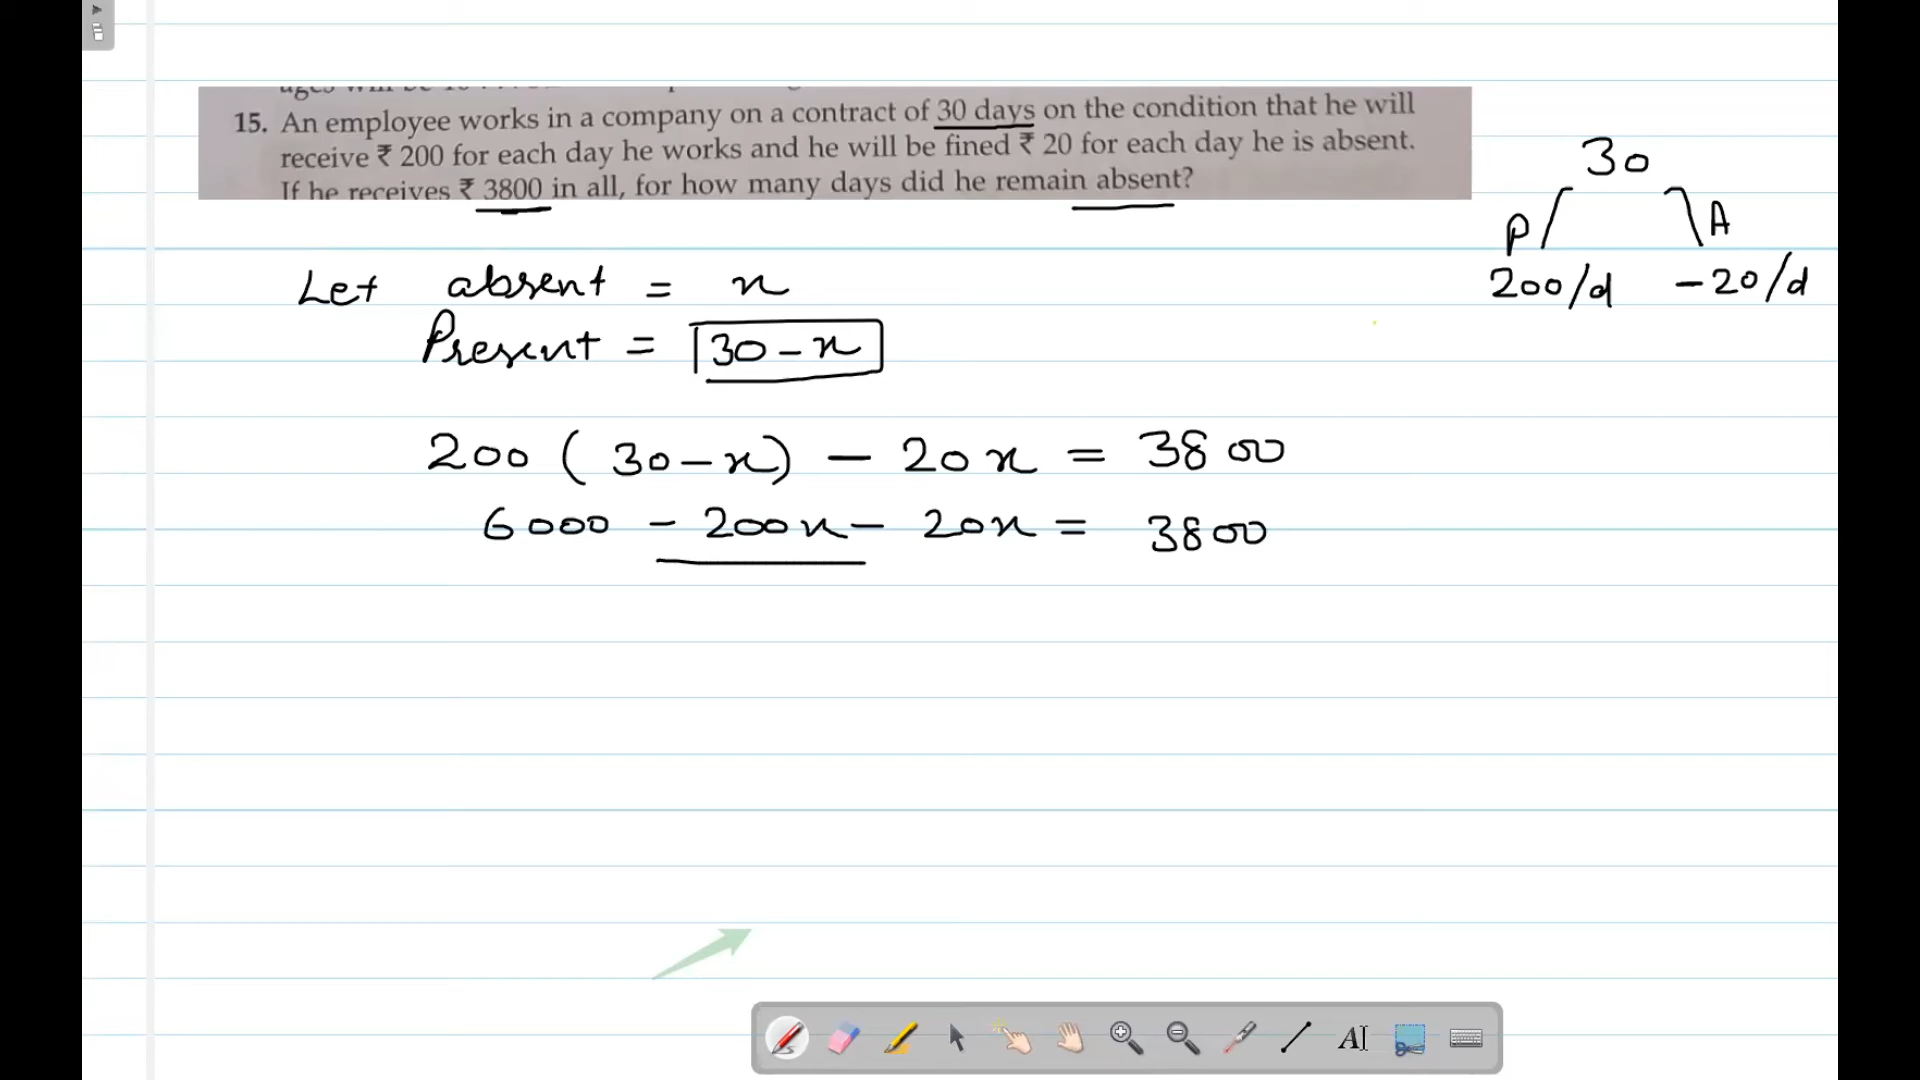 15. An employee works in a company on a contract of 30 days on the condition that he will
receive ₹ 200 for each day he works and he will be fined ₹ 20 for each day he is absent.
If he receives ₹ 3800 in all, for how many days did he remain absent?
30
P A
200/d -20/d
Let absent = x
Present = 30-x
200 (30-x) - 20x = 3800
6000 - 200x - 20x = 3800
AI